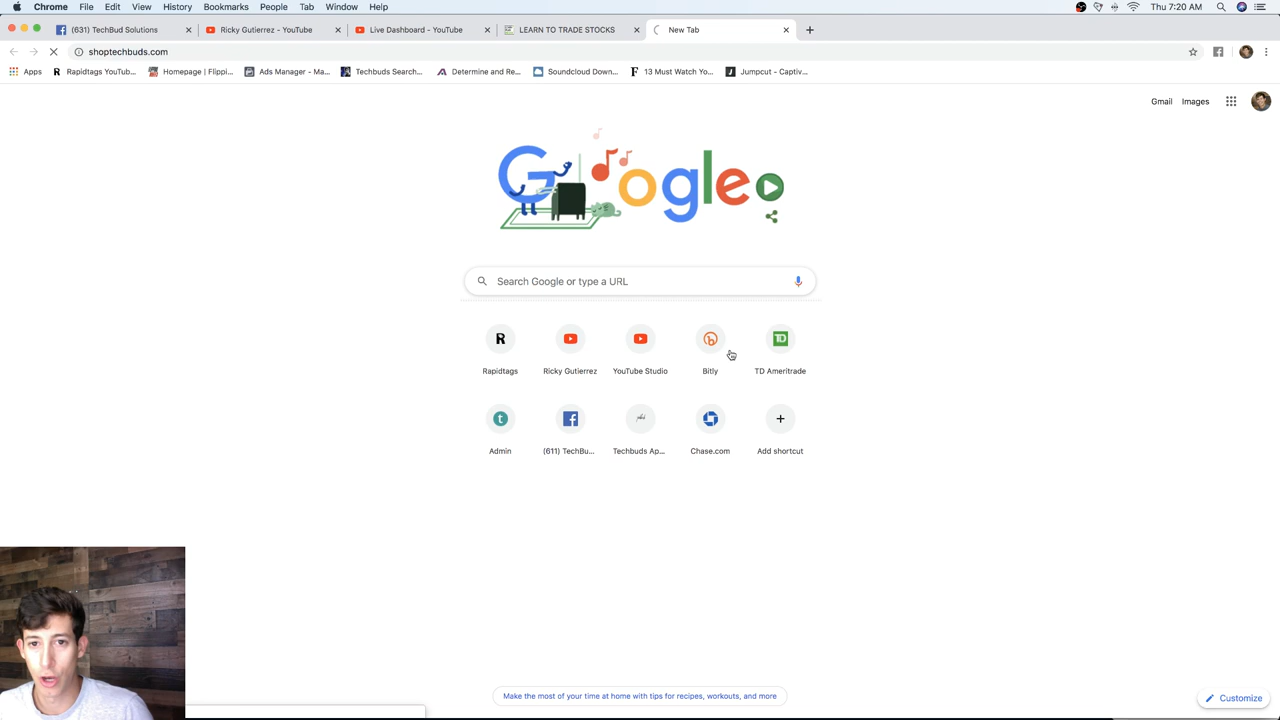 Chrome File Edit View History Bookmarks People Tab Window Help Thu 7:20 AM
(631) TechBud Solutions Ricky Gutierrez - YouTube Live Dashboard - YouTube LEARN TO TRADE STOCKS New Tab
shoptechbuds.com
Apps Rapidtags YouTub... Homepage | Flippi... Ads Manager - Ma... Techbuds Search... Determine and Re... Soundcloud Down... 13 Must Watch Yo... Jumpcut - Captiv...
Gmail Images
Google
Search Google or type a URL
Rapidtags Ricky Gutierrez YouTube Studio Bitly TD Ameritrade
Admin (611) TechBu... Techbuds Ap... Chase.com Add shortcut
Make the most of your time at home with tips for recipes, workouts, and more
Customize